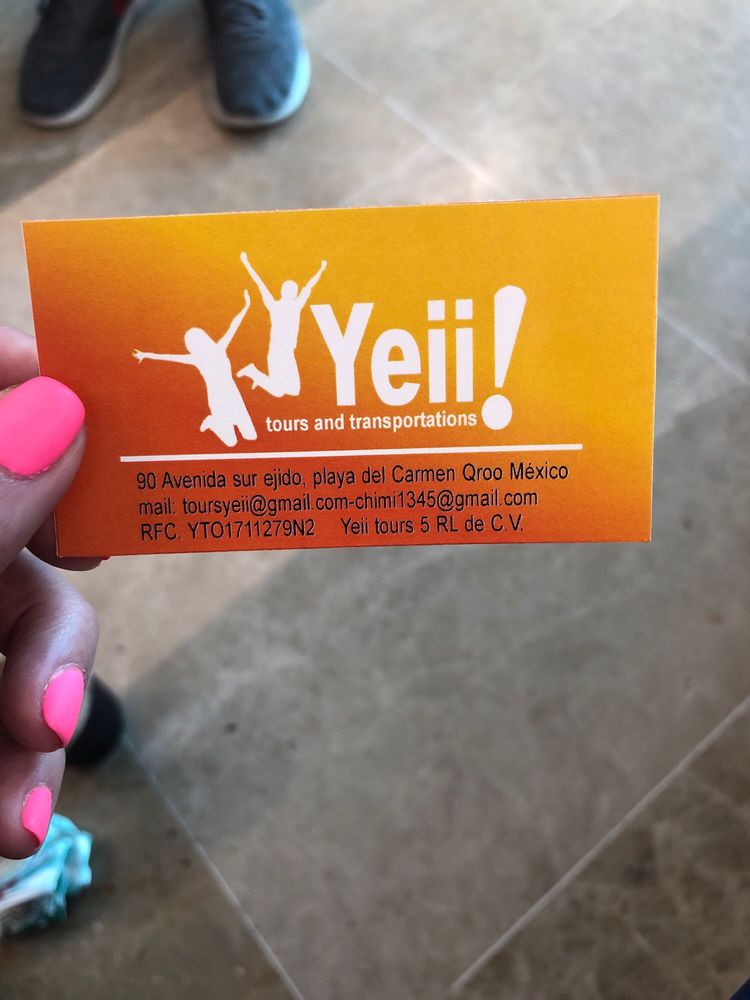 Yeii!
tours and transportations
90 Avenida sur ejido, playa del Carmen Qroo México
mail: toursyeii@gmail.com-chimi1345@gmail.com
RFC. YTO1711279N2 Yeii tours 5 RL de C.V.